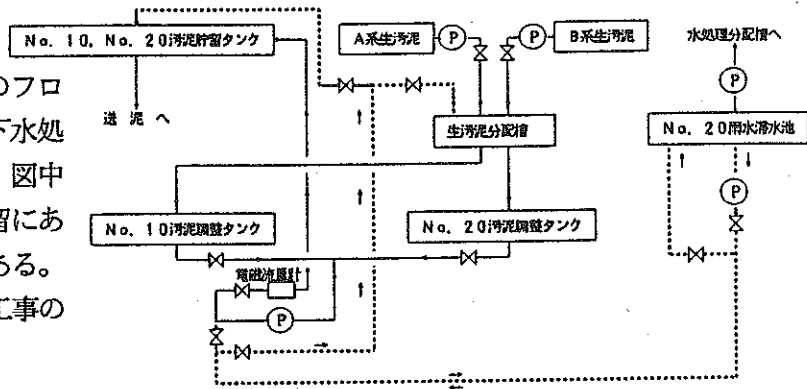 No. 10, No. 20汚泥貯留タンク
送 泥 へ
A系生汚泥
P
P
B系生汚泥
水処理分配槽へ
P
生汚泥分配槽
No. 20雨水滞水池
P
No. 10汚泥調整タンク
No. 20汚泥調整タンク
電磁流量計
P
のフロ
下水処
図中
留にあ
ある。
工事の